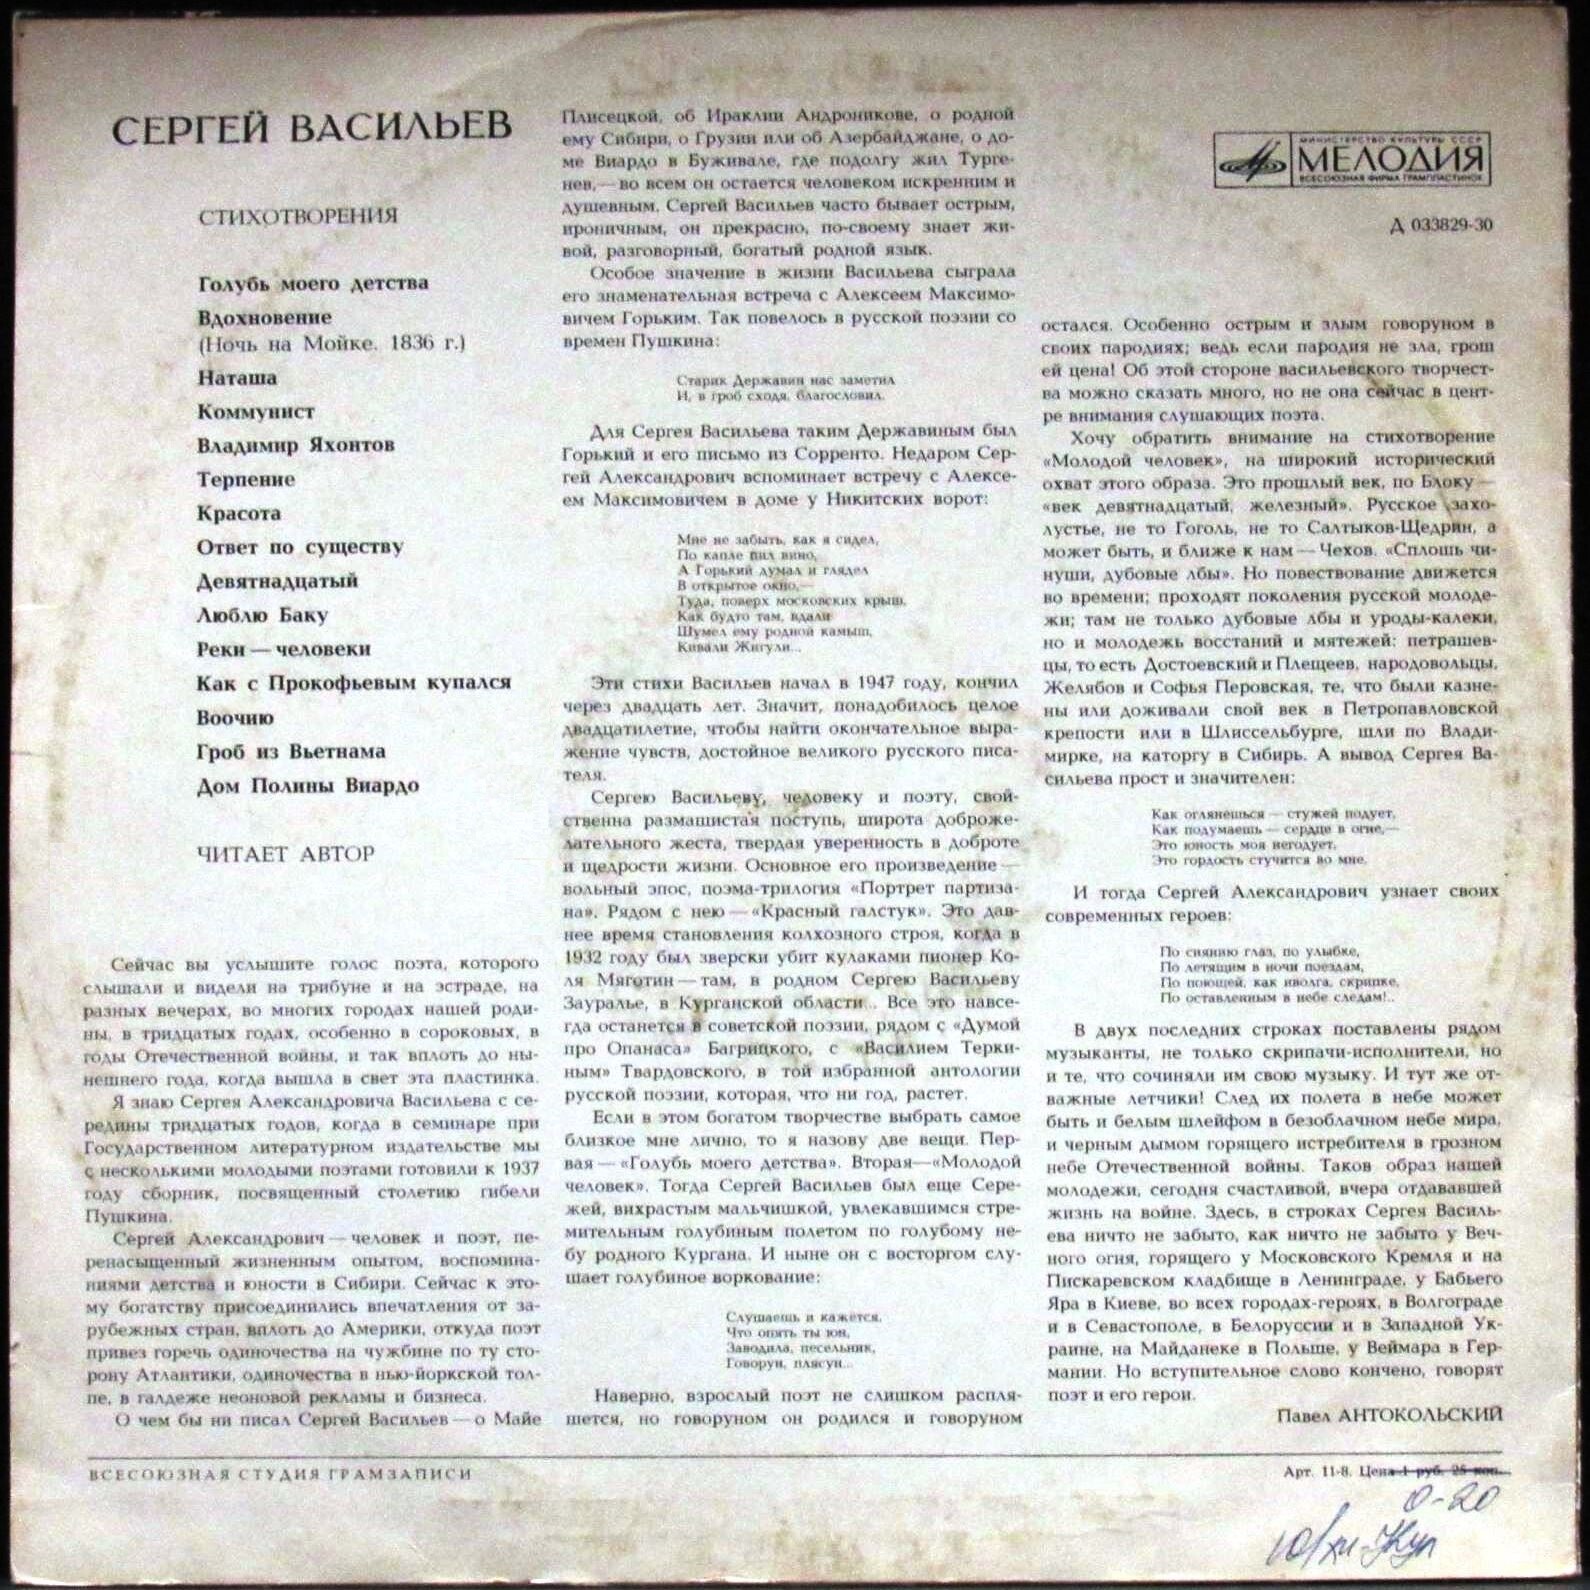 СЕРГЕЙ ВАСИЛЬЕВ
СТИХОТВОРЕНИЯ
Голубь моего детства
Вдохновение
(Ночь на Мойке. 1836 г.)
Наташа
Коммунист
Владимир Яхонтов
Терпение
Красота
Ответ по существу
Девятнадцатый
Люблю Баку
Реки — человеки
Как с Прокофьевым купался
Воочию
Гроб из Вьетнама
Дом Полины Виардо
ЧИТАЕТ АВТОР
Сейчас вы услышите голос поэта, которого
слышали и видели на трибуне и на эстраде, на
разных вечерах, во многих городах нашей роди-
ны, в тридцатых годах, особенно в сороковых, в
годы Отечественной войны, и так вплоть до ны-
нешнего года, когда вышла в свет эта пластинка.
Я знаю Сергея Александровича Васильева с се-
редины тридцатых годов, когда в семинаре при
Государственном литературном издательстве мы
с несколькими молодыми поэтами готовили к 1937
году сборник, посвященный столетию гибели
Пушкина.
Сергей Александрович — человек и поэт, пе-
ренасыщенный жизненным опытом, воспомина-
ниями детства и юности в Сибири. Сейчас к это-
му богатству присоединились впечатления от за-
рубежных стран, вплоть до Америки, откуда поэт
привез горечь одиночества на чужбине по ту сто-
рону Атлантики, одиночества в нью-йоркской тол-
пе, в галдеже неоновой рекламы и бизнеса.
О чем бы ни писал Сергей Васильев — о Майе
Плисецкой, об Ираклии Андроникове, о родной
ему Сибири, о Грузии или об Азербайджане, о до-
ме Виардо в Буживале, где подолгу жил Турге-
нев,— во всем он остается человеком искренним и
душевным. Сергей Васильев часто бывает острым,
ироничным, он прекрасно, по-своему знает жи-
вой, разговорный, богатый родной язык.
Особое значение в жизни Васильева сыграла
его знаменательная встреча с Алексеем Максимо-
вичем Горьким. Так повелось в русской поэзии со
времен Пушкина:
Старик Державин нас заметил
И, в гроб сходя, благословил.
Для Сергея Васильева таким Державиным был
Горький и его письмо из Сорренто. Недаром Сер-
гей Александрович вспоминает встречу с Алексе-
ем Максимовичем в доме у Никитских ворот:
Мне не забыть, как я сидел,
По капле пил вино,
А Горький думал и глядел
В открытое окно,—
Туда, поверх московских крыш,
Как будто там, вдали
Шумел ему родной камыш,
Кивали Жигули...
Эти стихи Васильев начал в 1947 году, кончил
через двадцать лет. Значит, понадобилось целое
двадцатилетие, чтобы найти окончательное выра-
жение чувств, достойное великого русского писа-
теля.
Сергею Васильеву, человеку и поэту, свой-
ственна размашистая поступь, широта доброже-
лательного жеста, твердая уверенность в доброте
и щедрости жизни. Основное его произведение —
вольный эпос, поэма-трилогия «Портрет партиза-
на». Рядом с нею — «Красный галстук». Это дав-
нее время становления колхозного строя, когда в
1932 году был зверски убит кулаками пионер Ко-
ля Мяготин — там, в родном Сергею Васильеву
Зауралье, в Курганской области... Все это навсе-
гда останется в советской поэзии, рядом с «Думой
про Опанаса» Багрицкого, с «Василием Терки-
ным» Твардовского, в той избранной антологии
русской поэзии, которая, что ни год, растет.
Если в этом богатом творчестве выбрать самое
близкое мне лично, то я назову две вещи. Пер-
вая — «Голубь моего детства». Вторая—«Молодой
человек». Тогда Сергей Васильев был еще Сере-
жей, вихрастым мальчишкой, увлекавшимся стре-
мительным голубиным полетом по голубому не-
бу родного Кургана. И ныне он с восторгом слу-
шает голубиное воркование:
Слушаешь и кажется,
Что опять ты юн,
Заводила, песельник,
Говорун, плясун...
Наверно, взрослый поэт не слишком распля-
шется, но говоруном он родился и говоруном
МИНИСТЕРСТВО КУЛЬТУРЫ СССР
МЕЛОДИЯ
ВСЕСОЮЗНАЯ ФИРМА ГРАМПЛАСТИНОК
Д 033829-30
остался. Особенно острым и злым говоруном в
своих пародиях; ведь если пародия не зла, грош
ей цена! Об этой стороне васильевского творчест-
ва можно сказать много, но не она сейчас в цент-
ре внимания слушающих поэта.
Хочу обратить внимание на стихотворение
«Молодой человек», на широкий исторический
охват этого образа. Это прошлый век, по Блоку —
«век девятнадцатый, железный». Русское захо-
лустье, не то Гоголь, не то Салтыков-Щедрин, а
может быть, и ближе к нам — Чехов. «Сплошь чи-
нуши, дубовые лбы». Но повествование движется
во времени; проходят поколения русской молоде-
жи; там не только дубовые лбы и уроды-калеки,
но и молодежь восстаний и мятежей: петрашев-
цы, то есть Достоевский и Плещеев, народовольцы,
Желябов и Софья Перовская, те, что были казне-
ны или доживали свой век в Петропавловской
крепости или в Шлиссельбурге, шли по Влади-
мирке, на каторгу в Сибирь. А вывод Сергея Ва-
сильева прост и значителен:
Как оглянешься — стужей подует,
Как подумаешь — сердце в огне,—
Это юность моя негодует,
Это гордость стучится во мне.
И тогда Сергей Александрович узнает своих
современных героев:
По сиянию глаз, по улыбке,
По летящим в ночи поездам,
По поющей, как иволга, скрипке,
По оставленным в небе следам!..
В двух последних строках поставлены рядом
музыканты, не только скрипачи-исполнители, но
и те, что сочиняли им свою музыку. И тут же от-
важные летчики! След их полета в небе может
быть и белым шлейфом в безоблачном небе мира,
и черным дымом горящего истребителя в грозном
небе Отечественной войны. Таков образ нашей
молодежи, сегодня счастливой, вчера отдававшей
жизнь на войне. Здесь, в строках Сергея Василь-
ева ничто не забыто, как ничто не забыто у Веч-
ного огня, горящего у Московского Кремля и на
Пискаревском кладбище в Ленинграде, у Бабьего
Яра в Киеве, во всех городах-героях, в Волгограде
и в Севастополе, в Белоруссии и в Западной Ук-
раине, на Майданеке в Польше, у Веймара в Гер-
мании. Но вступительное слово кончено, говорят
поэт и его герои.
Павел АНТОКОЛЬСКИЙ
ВСЕСОЮЗНАЯ СТУДИЯ ГРАМЗАПИСИ
Арт. 11-8. Цена 1 руб. 25 коп.
0-20